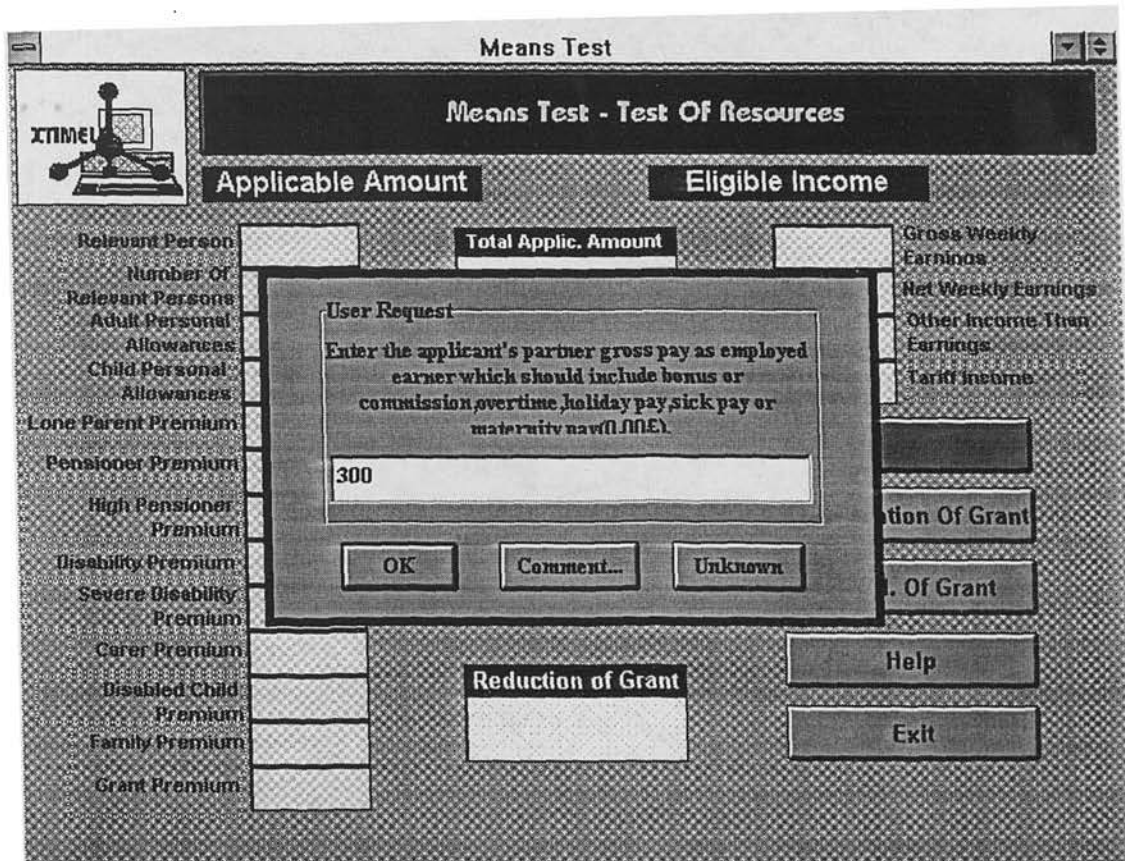 Means Test
Means Test - Test Of Resources
Applicable Amount
Eligible Income
Relevant Person
Number Of
Relevant Persons
Adult Personal
Allowances
Child Personal
Allowances
Lone Parent Premium
Pensioner Premium
High Pensioner
Premium
Disability Premium
Severe Disability
Premium
Carer Premium
Disabled Child
Premium
Family Premium
Grant Premium
Total Applic. Amount
User Request
Enter the applicant's partner gross pay as employed
earner which should include bonus or
commission,overtime,holiday pay,sick pay or
maternity pay(0.00£).
300
OK
Comment...
Unknown
Reduction of Grant
Gross Weekly
Earnings
Net Weekly Earnings
Other Income Than
Earnings
Tariff Income
Of Grant
. Of Grant
Help
Exit